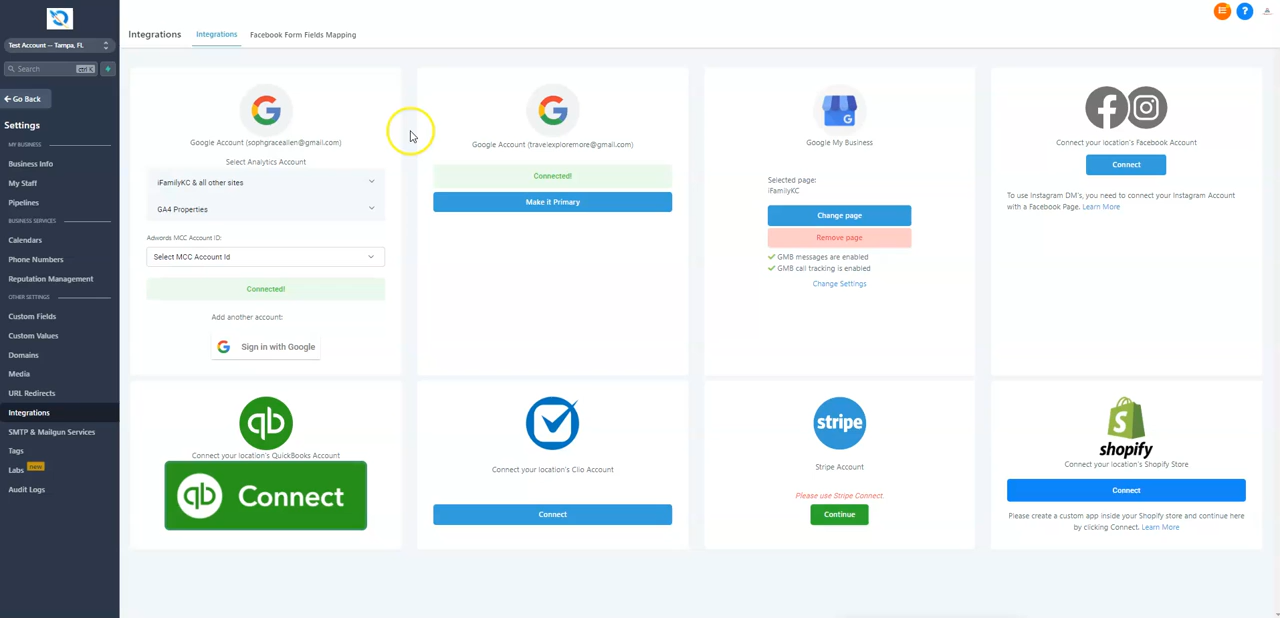 Test Account — Tampa, FL
Search
ctrl K
Go Back
Settings
MY BUSINESS
Business Info
My Staff
Pipelines
BUSINESS SERVICES
Calendars
Phone Numbers
Reputation Management
OTHER SETTINGS
Custom Fields
Custom Values
Domains
Media
URL Redirects
Integrations
SMTP & Mailgun Services
Tags
Labs new
Audit Logs
Integrations
Integrations
Facebook Form Fields Mapping
?
Google Account (sophgraceallen@gmail.com)
Select Analytics Account
iFamilyKC & all other sites
GA4 Properties
Adwords MCC Account ID:
Select MCC Account Id
Connected!
Add another account:
Sign in with Google
Google Account (travelexploremore@gmail.com)
Connected!
Make it Primary
Google My Business
Selected page:
iFamilyKC
Change page
Remove page
GMB messages are enabled
GMB call tracking is enabled
Change Settings
Connect your location's Facebook Account
Connect
To use Instagram DM's, you need to connect your Instagram Account
with a Facebook Page. Learn More
qb
Connect your location's QuickBooks Account
qb Connect
Connect your location's Clio Account
Connect
stripe
Stripe Account
Please use Stripe Connect
Continue
shopify
Connect your location's Shopify Store
Connect
Please create a custom app inside your Shopify store and continue here
by clicking Connect. Learn More